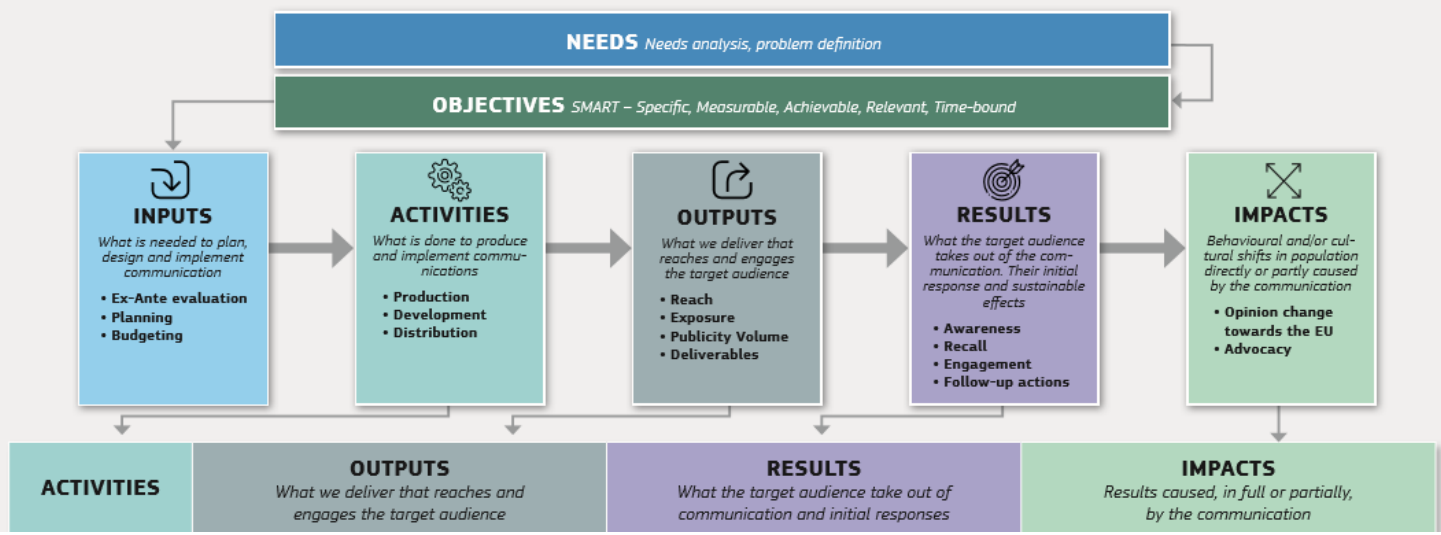 NEEDS Needs analysis, problem definition
OBJECTIVES SMART – Specific, Measurable, Achievable, Relevant, Time-bound
INPUTS
What is needed to plan,
design and implement
communication
• Ex-Ante evaluation
• Planning
• Budgeting
ACTIVITIES
What is done to produce
and implement commu-
nications
• Production
• Development
• Distribution
OUTPUTS
What we deliver that
reaches and engages
the target audience
• Reach
• Exposure
• Publicity Volume
• Deliverables
RESULTS
What the target audience
takes out of the com-
munication. Their initial
response and sustainable
effects
• Awareness
• Recall
• Engagement
• Follow-up actions
IMPACTS
Behavioural and/or cul-
tural shifts in population
directly or partly caused
by the communication
• Opinion change
towards the EU
• Advocacy
ACTIVITIES
OUTPUTS
What we deliver that reaches and
engages the target audience
RESULTS
What the target audience take out of
communication and initial responses
IMPACTS
Results caused, in full or partially,
by the communication